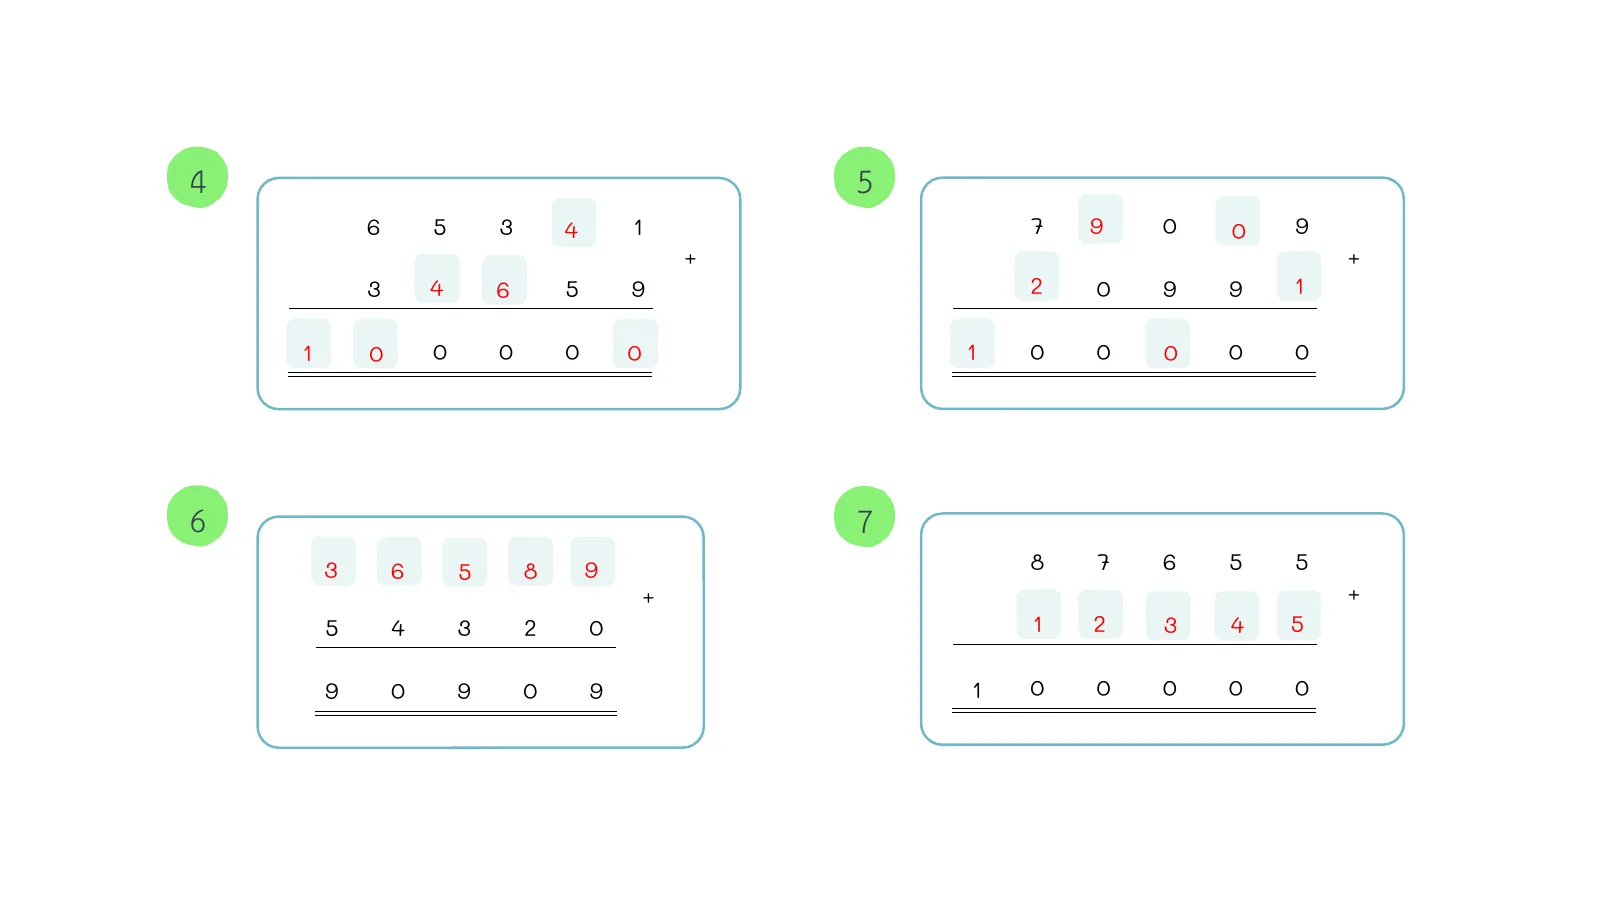 4
6 5 3 4 1
+
3 4 6 5 9
1 0 0 0 0 0
5
7 9 0 0 9
+
2 0 9 9 1
1 0 0 0 0 0
6
3 6 5 8 9
+
5 4 3 2 0
9 0 9 0 9
7
8 7 6 5 5
+
1 2 3 4 5
1 0 0 0 0 0